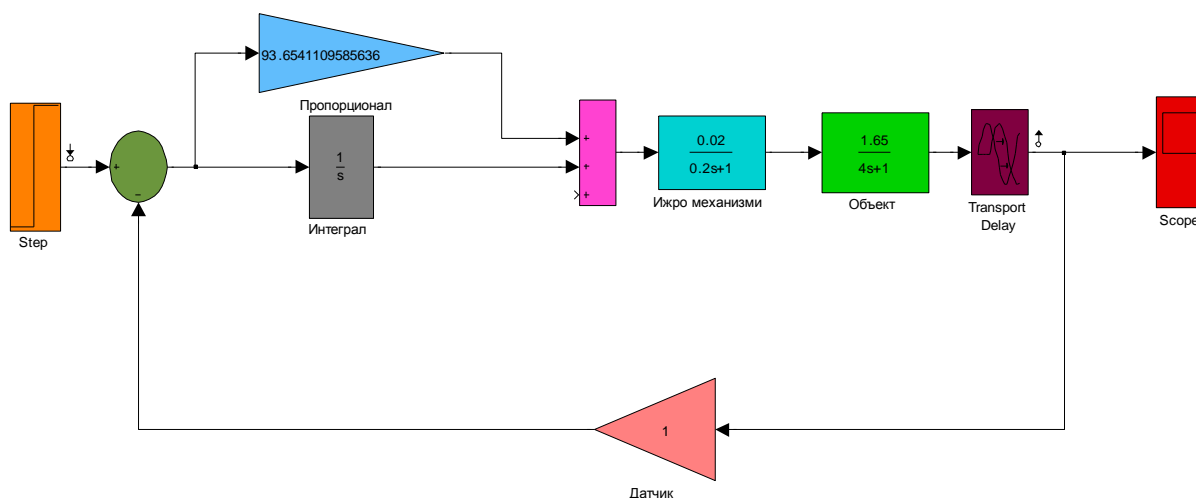 93.6541109585636
Пропорционал
Step
+
−
1
s
Интеграл
+
+
+
0.02
0.2s+1
Ижро механизми
1.65
4s+1
Объект
Transport
Delay
Scope
1
Датчик